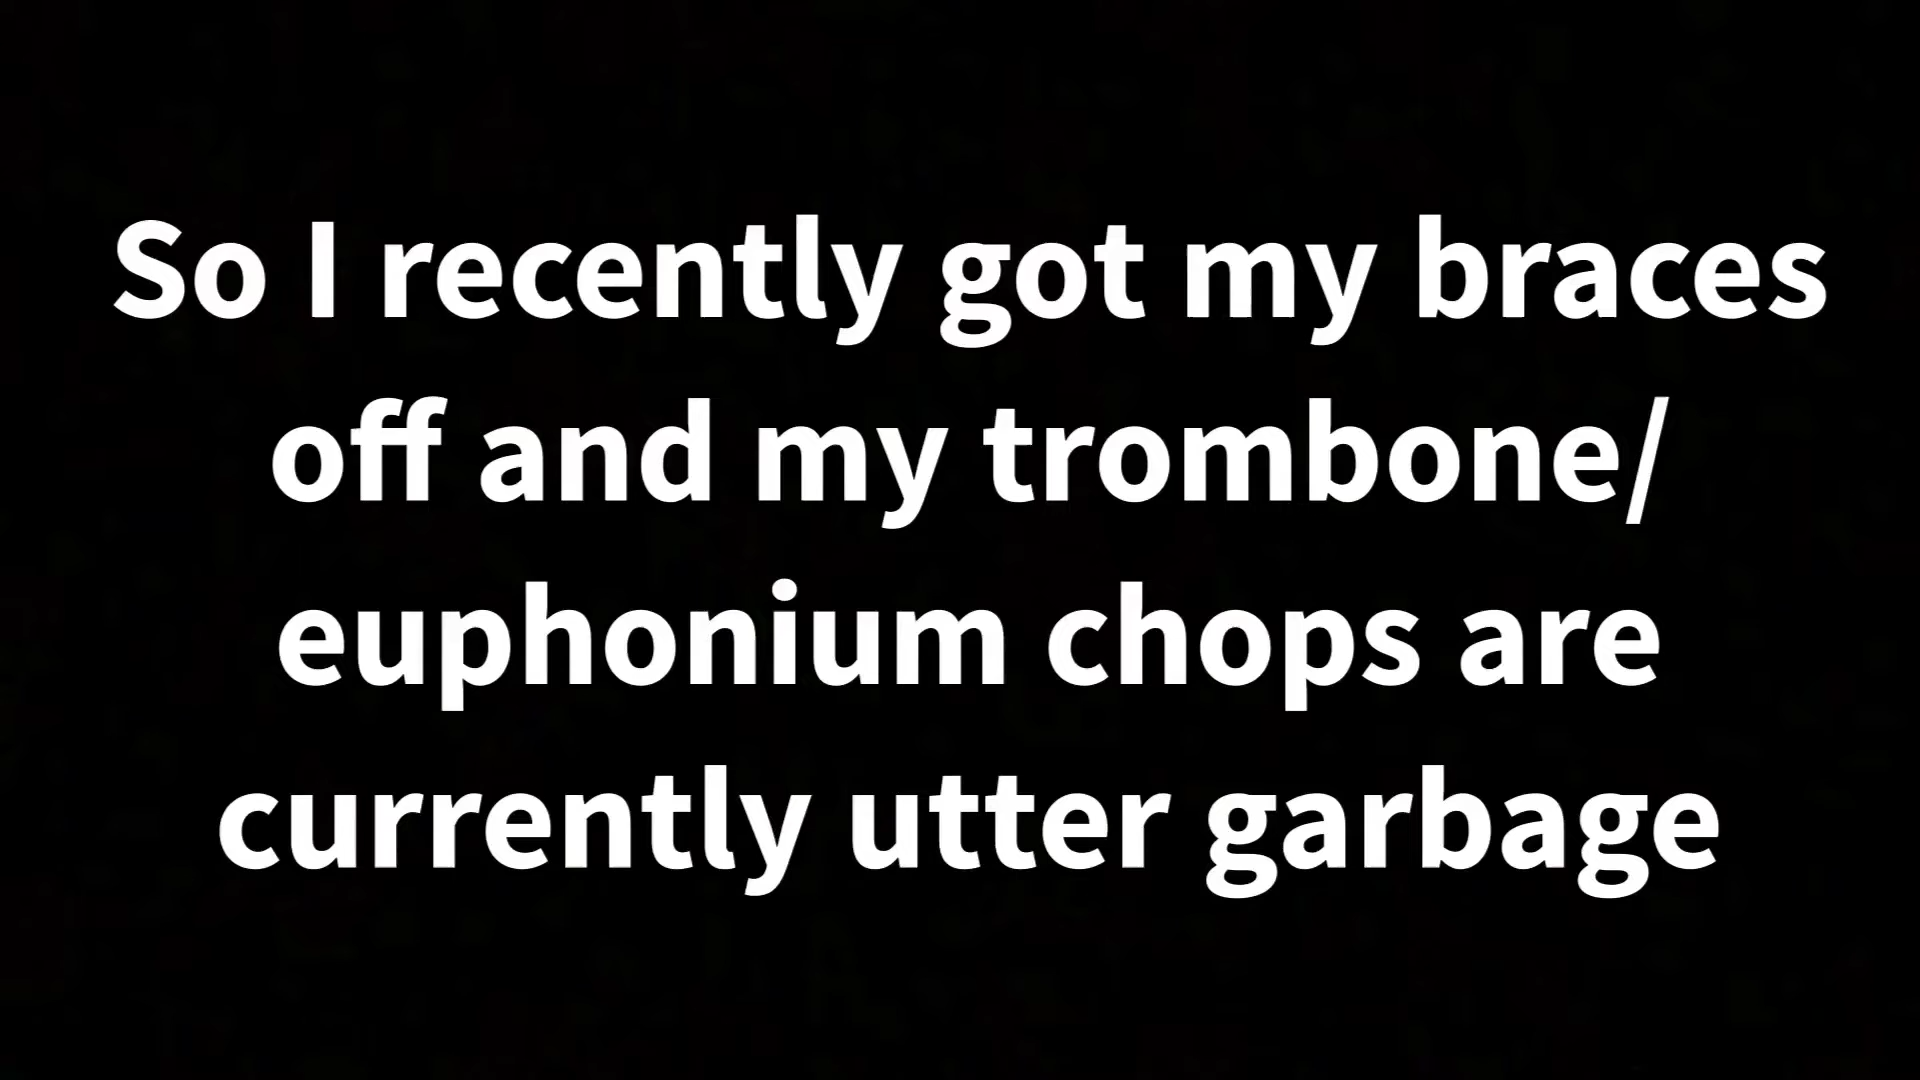 So I recently got my braces
off and my trombone/
euphonium chops are
currently utter garbage